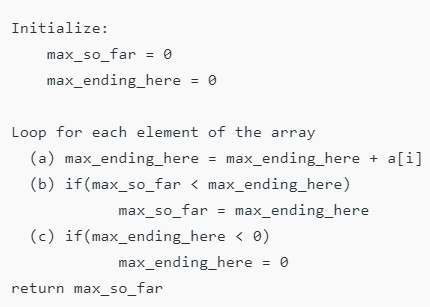 Initialize:
max_so_far = 0
max_ending_here = 0
Loop for each element of the array
(a) max_ending_here = max_ending_here + a[i]
(b) if(max_so_far < max_ending_here)
max_so_far = max_ending_here
(c) if(max_ending_here < 0)
max_ending_here = 0
return max_so_far